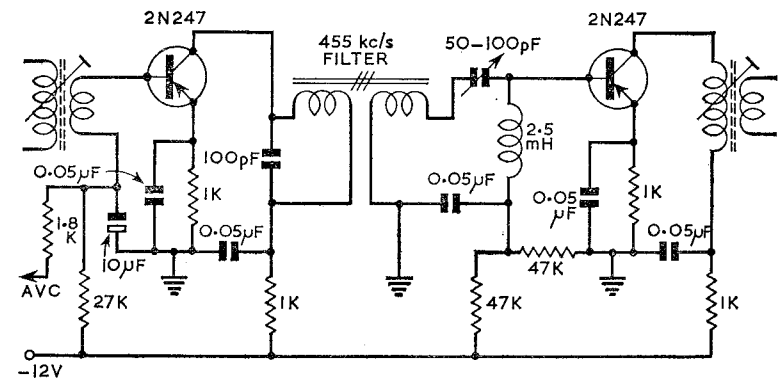 2N247
455 kc/s
FILTER
50–100pF
2N247
0.05µF
1K
100pF
2.5
mH
0.05µF
0.05
µF
1K
0.05µF
1.8
K
10µF
0.05µF
47K
AVC
27K
1K
47K
1K
–12V